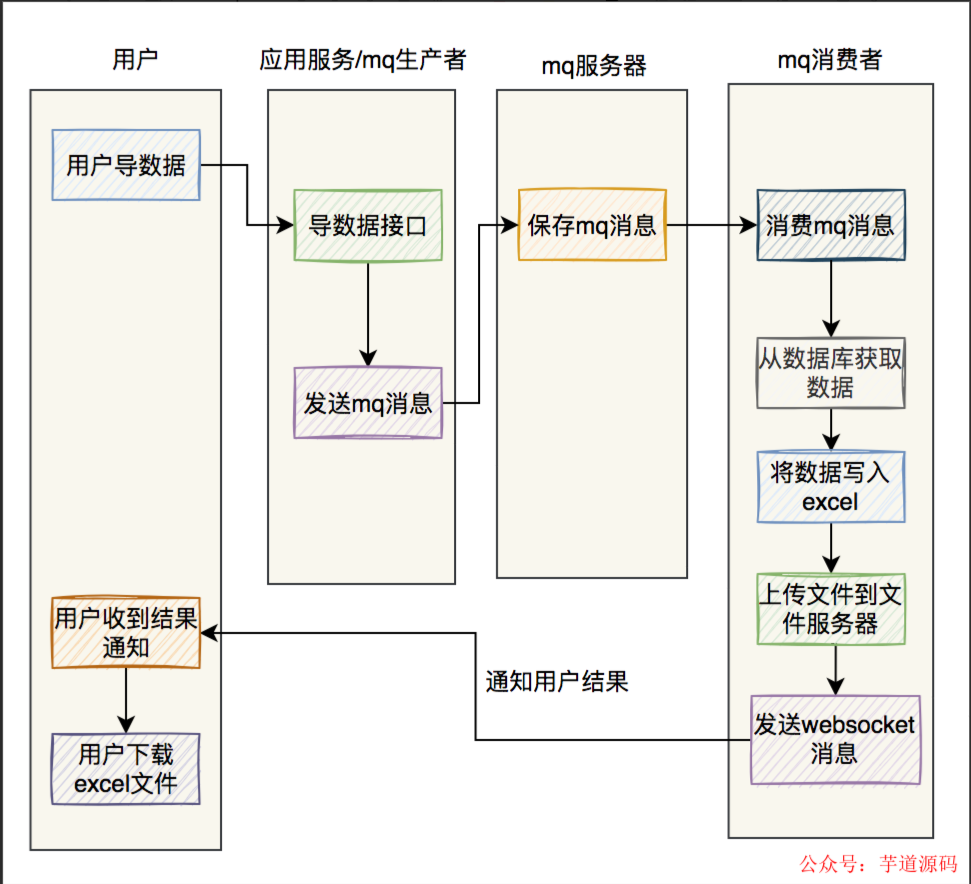 用户
应用服务/mq生产者
mq服务器
mq消费者
用户导数据
导数据接口
发送mq消息
保存mq消息
消费mq消息
从数据库获取
数据
将数据写入
excel
上传文件到文
件服务器
发送websocket
消息
通知用户结果
用户收到结果
通知
用户下载
excel文件
公众号：芋道源码